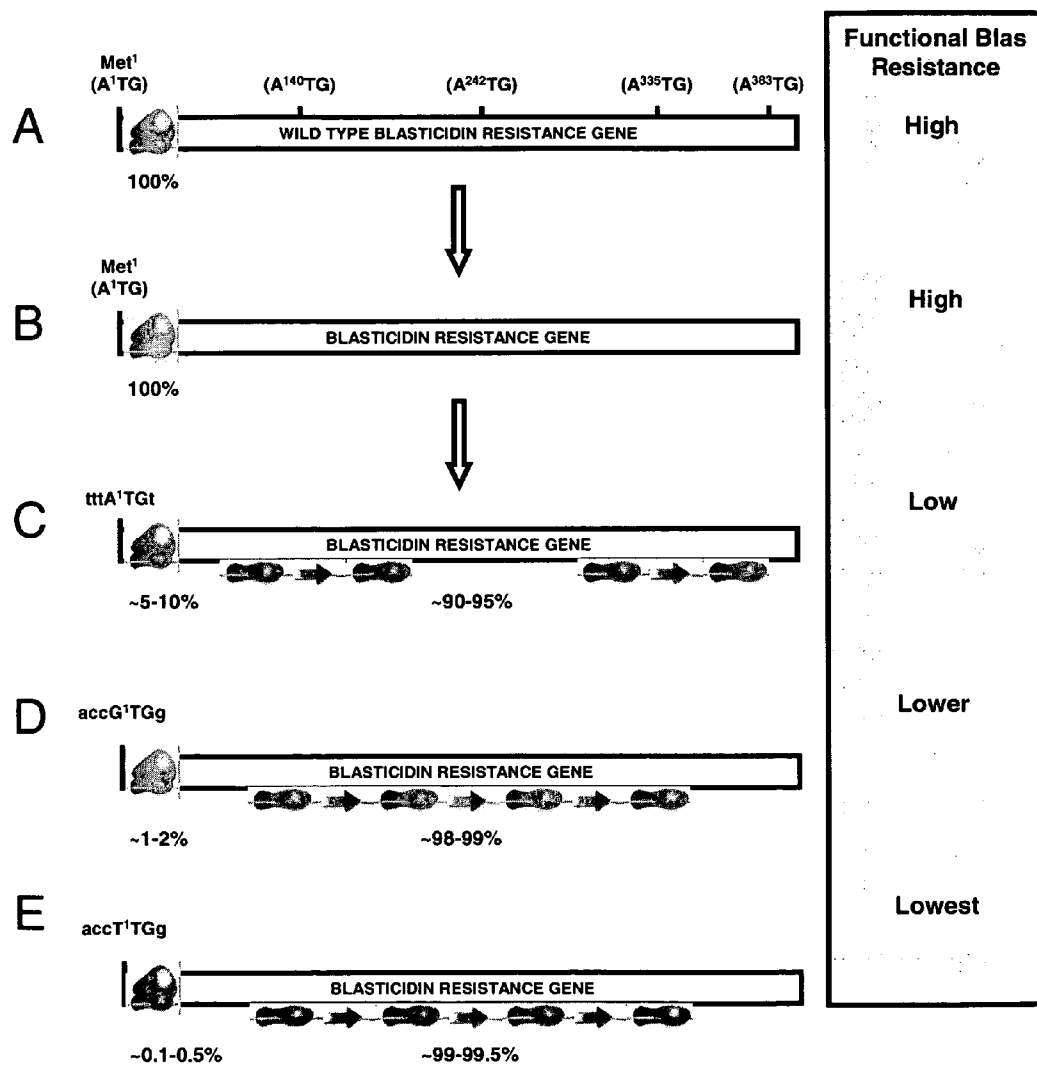 Functional Blas
Resistance
Met¹
(A¹TG)
(A¹⁴⁰TG) (A²⁴²TG) (A³³⁵TG) (A³⁸³TG)
A
WILD TYPE BLASTICIDIN RESISTANCE GENE
High
100%
Met¹
(A¹TG)
B
BLASTICIDIN RESISTANCE GENE
High
100%
tttA¹TGt
C
BLASTICIDIN RESISTANCE GENE
Low
~5-10% ~90-95%
accG¹TGg
D
BLASTICIDIN RESISTANCE GENE
Lower
~1-2% ~98-99%
accT¹TGg
E
BLASTICIDIN RESISTANCE GENE
Lowest
~0.1-0.5% ~99-99.5%